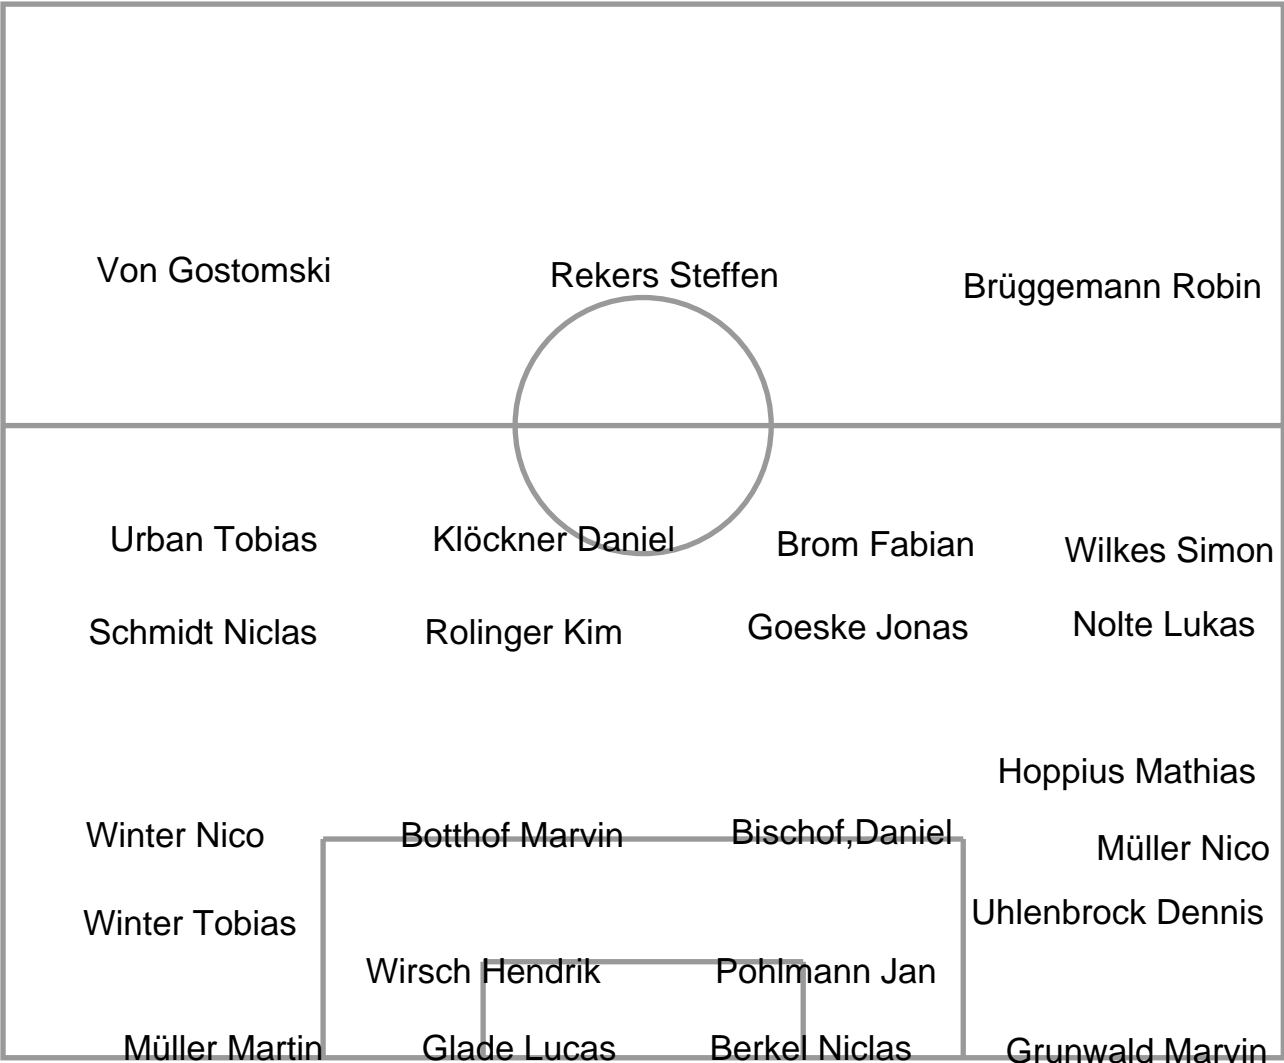 Von Gostomski
Rekers Steffen
Brüggemann Robin
Urban Tobias
Klöckner Daniel
Brom Fabian
Wilkes Simon
Schmidt Niclas
Rolinger Kim
Goeske Jonas
Nolte Lukas
Hoppius Mathias
Winter Nico
Botthof Marvin
Bischof,Daniel
Müller Nico
Winter Tobias
Uhlenbrock Dennis
Wirsch Hendrik
Pohlmann Jan
Müller Martin
Glade Lucas
Berkel Niclas
Grunwald Marvin